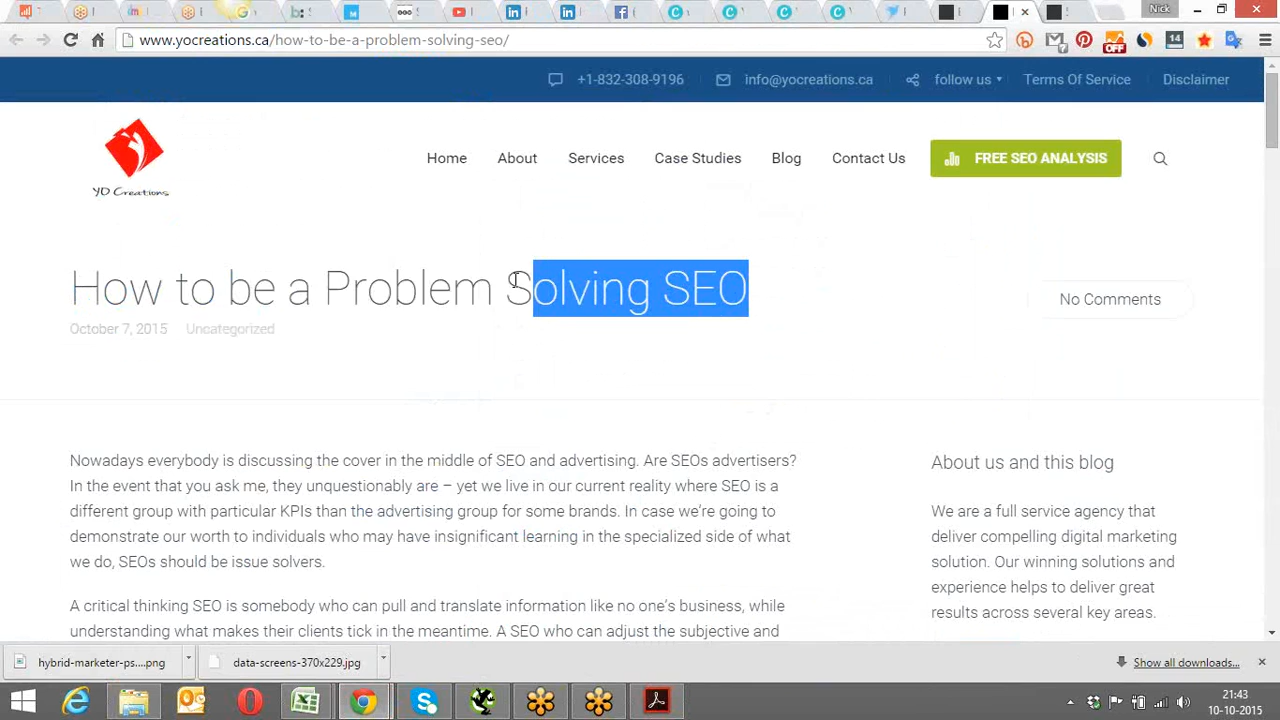 Nick
www.yocreations.ca/how-to-be-a-problem-solving-seo/
OFF
14
+1-832-308-9196
info@yocreations.ca
follow us
Terms Of Service
Disclaimer
YO Creations
Home
About
Services
Case Studies
Blog
Contact Us
FREE SEO ANALYSIS
How to be a Problem Solving SEO
No Comments
October 7, 2015
Uncategorized
Nowadays everybody is discussing the cover in the middle of SEO and advertising. Are SEOs advertisers?
In the event that you ask me, they unquestionably are – yet we live in our current reality where SEO is a
different group with particular KPIs than the advertising group for some brands. In case we're going to
demonstrate our worth to individuals who may have insignificant learning in the specialized side of what
we do, SEOs should be issue solvers.
A critical thinking SEO is somebody who can pull and translate information like no one's business, while
understanding what makes their clients tick in the meantime. A SEO who can adjust the subjective and
About us and this blog
We are a full service agency that
deliver compelling digital marketing
solution. Our winning solutions and
experience helps to deliver great
results across several key areas.
hybrid-marketer-ps....png
data-screens-370x229.jpg
Show all downloads...
21:43
10-10-2015